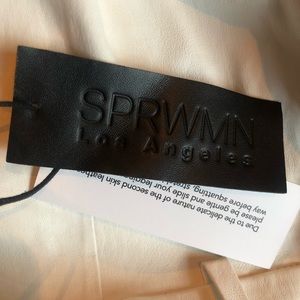 SPRWMN
Los Angeles
Due to the delicate nature of the second skin leather
please be gentle and slide your
way before squatting,